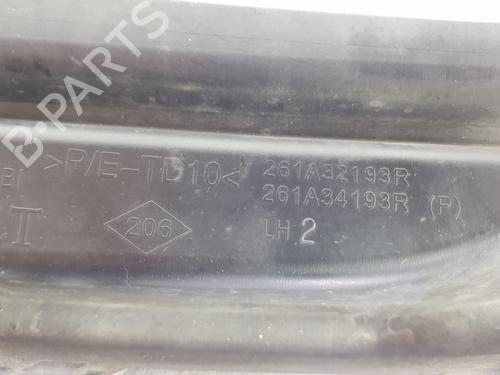 B-PARTS
>P/E-TD10< 261A32193R
261A34193R (P)
T 206 LH 2